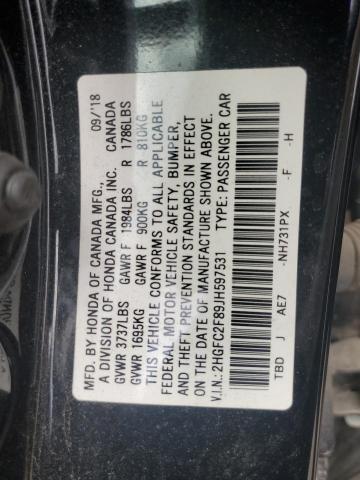 MFD. BY HONDA OF CANADA MFG., 09/'18
A DIVISION OF HONDA CANADA INC. CANADA
GVWR 3737LBS GAWR F 1984LBS R 1786LBS
GVWR 1695KG GAWR F 900KG R 810KG
THIS VEHICLE CONFORMS TO ALL APPLICABLE
FEDERAL MOTOR VEHICLE SAFETY, BUMPER,
AND THEFT PREVENTION STANDARDS IN EFFECT
ON THE DATE OF MANUFACTURE SHOWN ABOVE.
V.I.N.: 2HGFC2F89JH597531 TYPE: PASSENGER CAR
TBD J AE7 -NH731PX -F -H